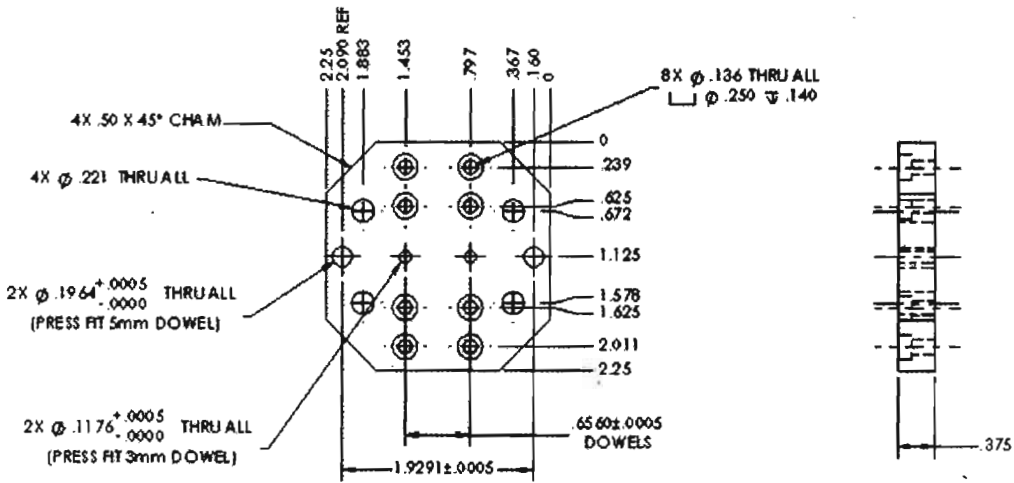 2.25
2.090 REF
1.883
1.453
.797
.367
.160
0
8X ⌀ .136 THRU ALL
⌴ ⌀ .250 ↧ .140
4X .50 X 45° CHAM
4X ⌀ .221 THRU ALL
2X ⌀ .1964 +.0005 -.0000 THRU ALL
(PRESS FIT 5mm DOWEL)
2X ⌀ .1176 +.0005 -.0000 THRU ALL
(PRESS FIT 3mm DOWEL)
0
.239
.625
.672
1.125
1.578
1.625
2.011
2.25
.6560±.0005
DOWELS
1.9291±.0005
.375